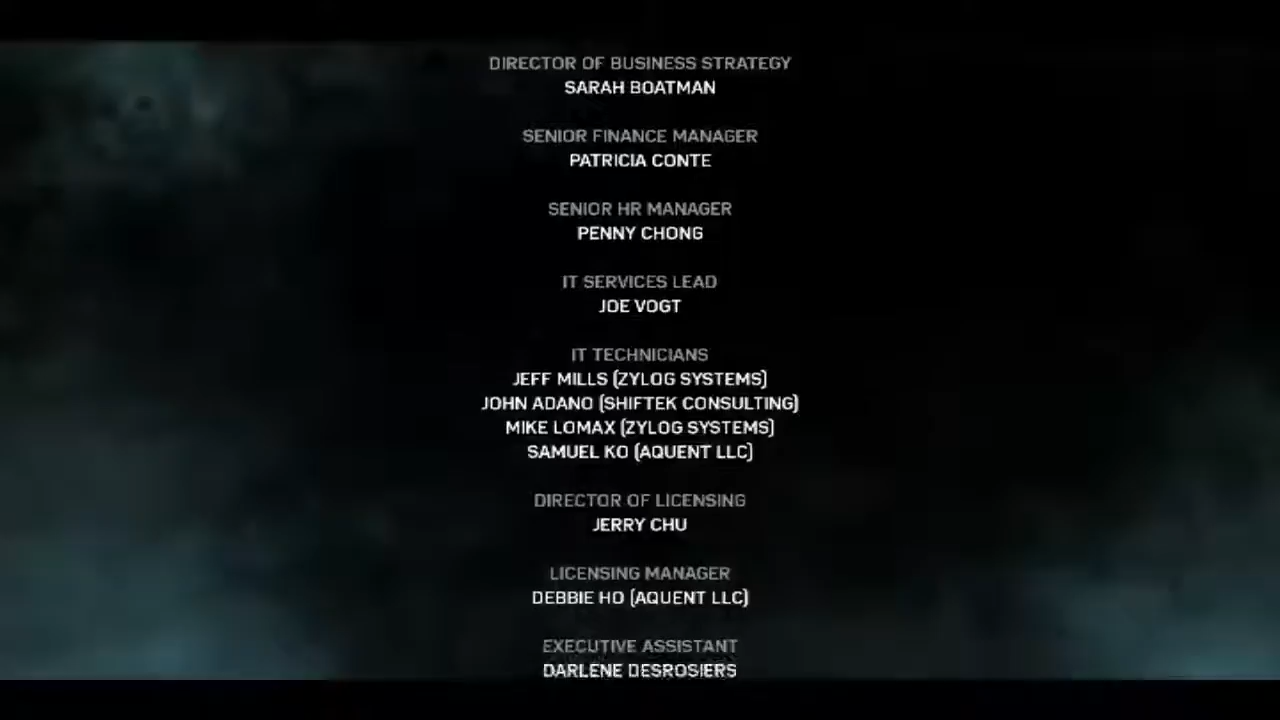 DIRECTOR OF BUSINESS STRATEGY
SARAH BOATMAN
SENIOR FINANCE MANAGER
PATRICIA CONTE
SENIOR HR MANAGER
PENNY CHONG
IT SERVICES LEAD
JOE VOGT
IT TECHNICIANS
JEFF MILLS (ZYLOG SYSTEMS)
JOHN ADANO (SHIFTEK CONSULTING)
MIKE LOMAX (ZYLOG SYSTEMS)
SAMUEL KO (AQUENT LLC)
DIRECTOR OF LICENSING
JERRY CHU
LICENSING MANAGER
DEBBIE HO (AQUENT LLC)
EXECUTIVE ASSISTANT
DARLENE DESROSIERS